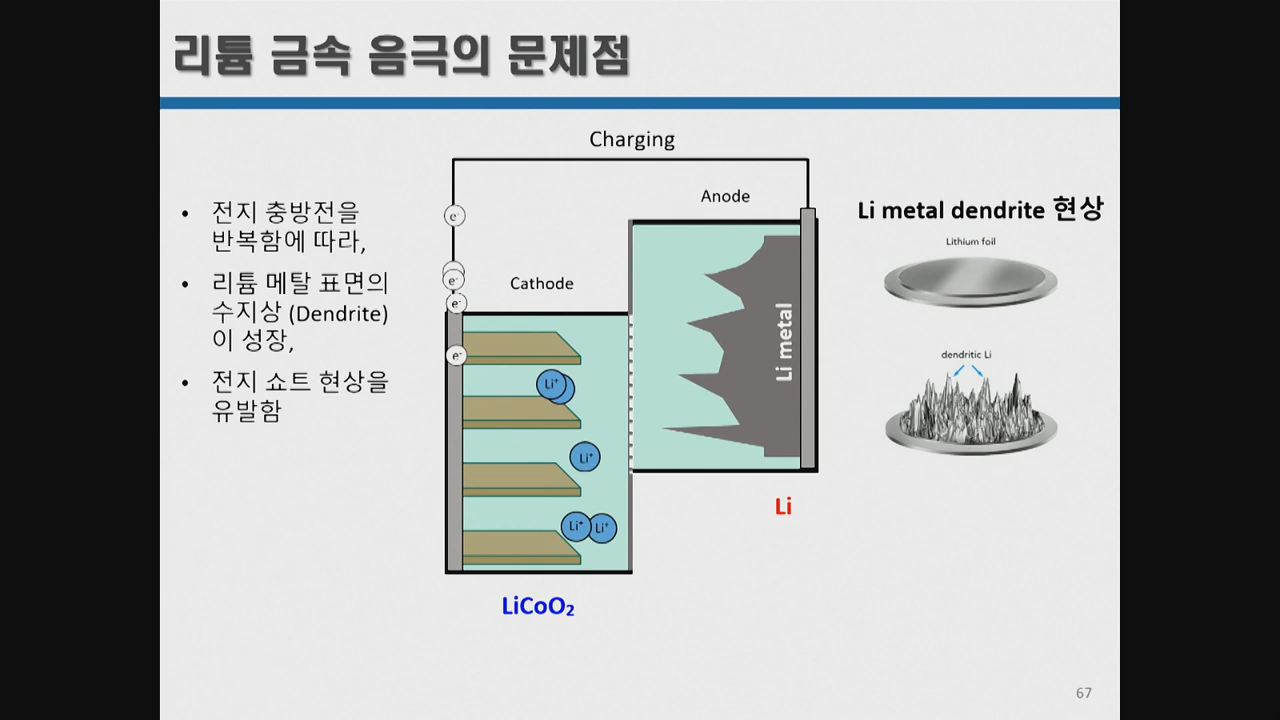 리튬 금속 음극의 문제점
• 전지 충방전을
반복함에 따라,
• 리튬 메탈 표면의
수지상 (Dendrite)
이 성장,
• 전지 쇼트 현상을
유발함
Charging
Anode
Cathode
e-
e-
e-
e-
Li+
Li+
Li+
Li+
Li metal
Li
LiCoO₂
Li metal dendrite 현상
Lithium foil
dendritic Li
67